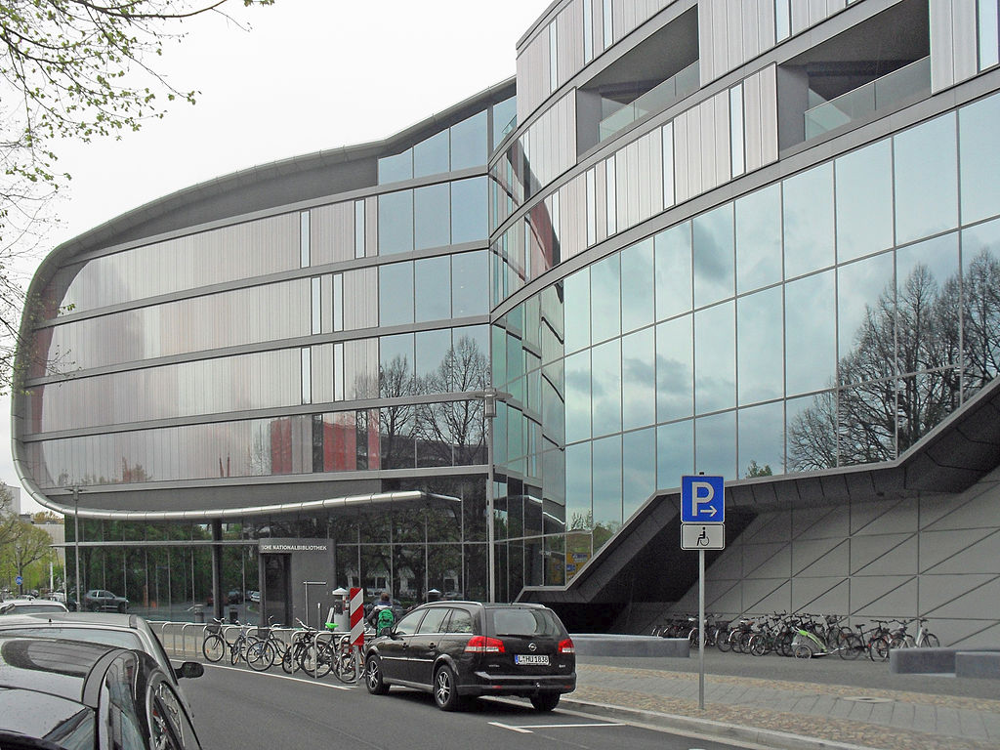 SCHE NATIONALBIBLIOTHEK
P
L HU 1838